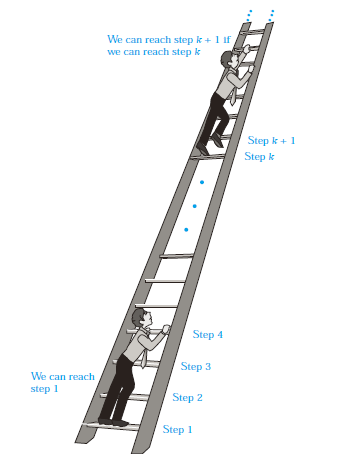 We can reach step k + 1 if
we can reach step k
Step k + 1
Step k
Step 4
Step 3
We can reach
step 1
Step 2
Step 1